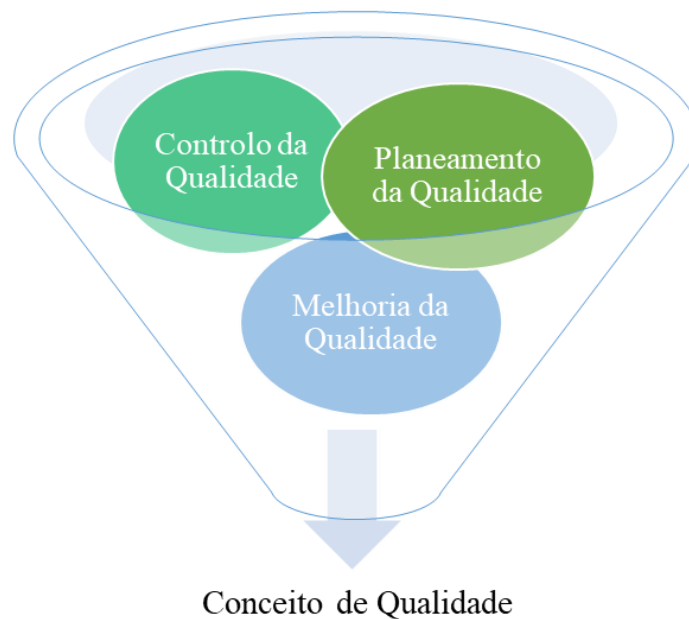 Controlo da
Qualidade
Planeamento
da Qualidade
Melhoria da
Qualidade
Conceito de Qualidade